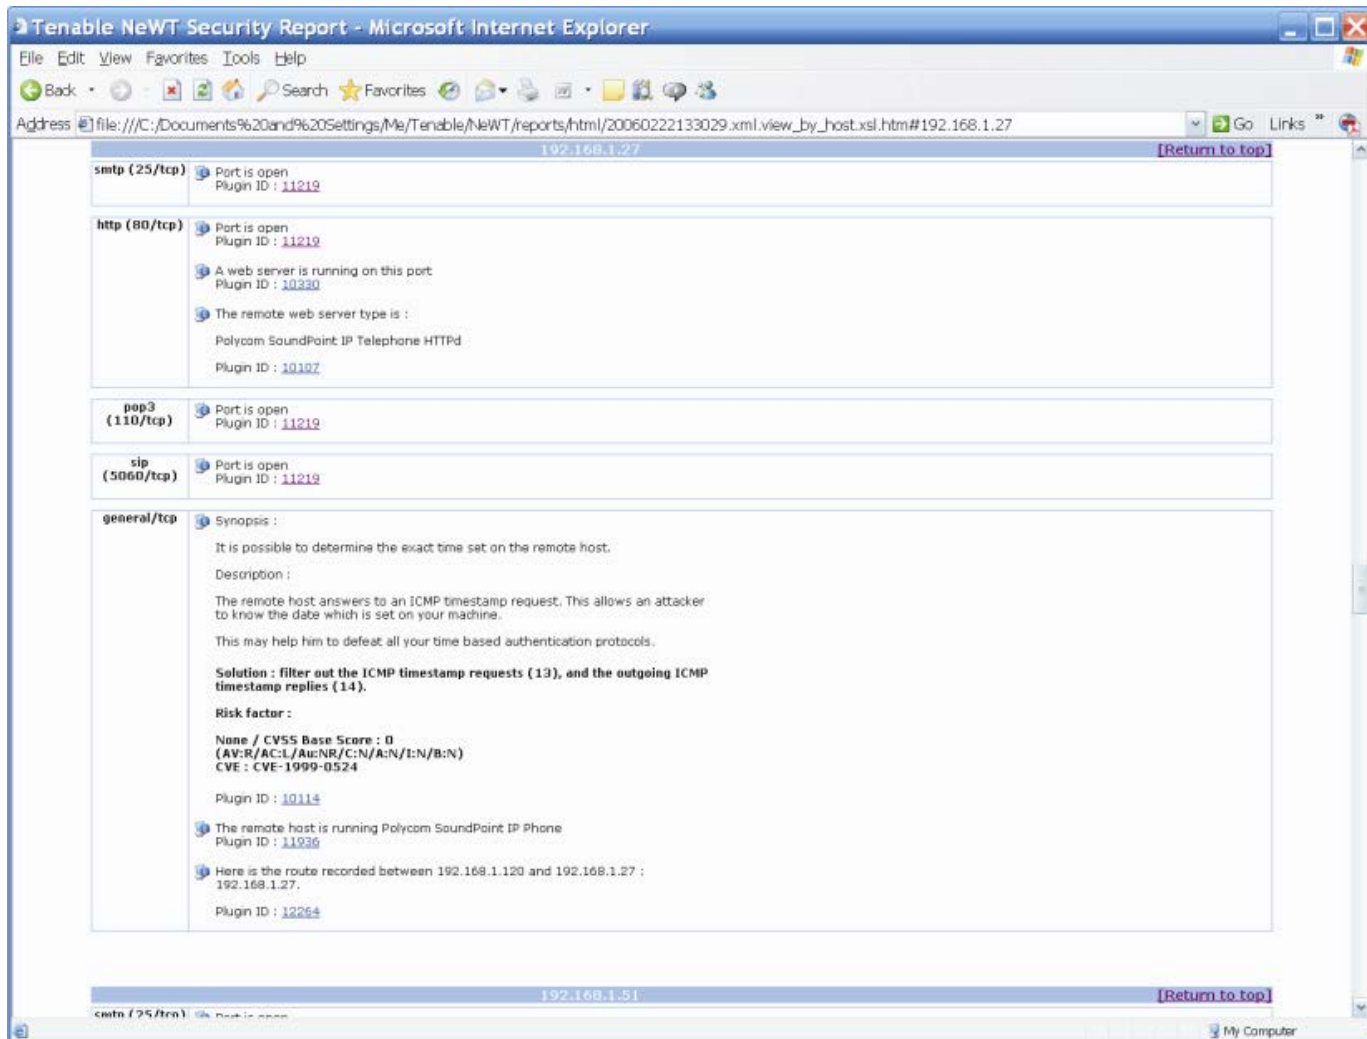 Tenable NeWT Security Report - Microsoft Internet Explorer
File Edit View Favorites Tools Help
Back Search Favorites
Address file:///C:/Documents%20and%20Settings/Me/Tenable/NeWT/reports/html/20060222133029.xml.view_by_host.xsl.htm#192.168.1.27 Go Links "
192.168.1.27 [Return to top]
smtp (25/tcp) Port is open
Plugin ID : 11219
http (80/tcp) Port is open
Plugin ID : 11219
A web server is running on this port
Plugin ID : 10330
The remote web server type is :
Polycom SoundPoint IP Telephone HTTPd
Plugin ID : 10107
pop3 (110/tcp) Port is open
Plugin ID : 11219
sip (5060/tcp) Port is open
Plugin ID : 11219
general/tcp Synopsis :
It is possible to determine the exact time set on the remote host.
Description :
The remote host answers to an ICMP timestamp request. This allows an attacker
to know the date which is set on your machine.
This may help him to defeat all your time based authentication protocols.
Solution : filter out the ICMP timestamp requests (13), and the outgoing ICMP
timestamp replies (14).
Risk factor :
None / CVSS Base Score : 0
(AV:R/AC:L/Au:NR/C:N/A:N/I:N/B:N)
CVE : CVE-1999-0524
Plugin ID : 10114
The remote host is running Polycom SoundPoint IP Phone
Plugin ID : 11936
Here is the route recorded between 192.168.1.120 and 192.168.1.27 :
192.168.1.27.
Plugin ID : 12264
192.168.1.51 [Return to top]
smtp (25/tcp) Port is open
My Computer